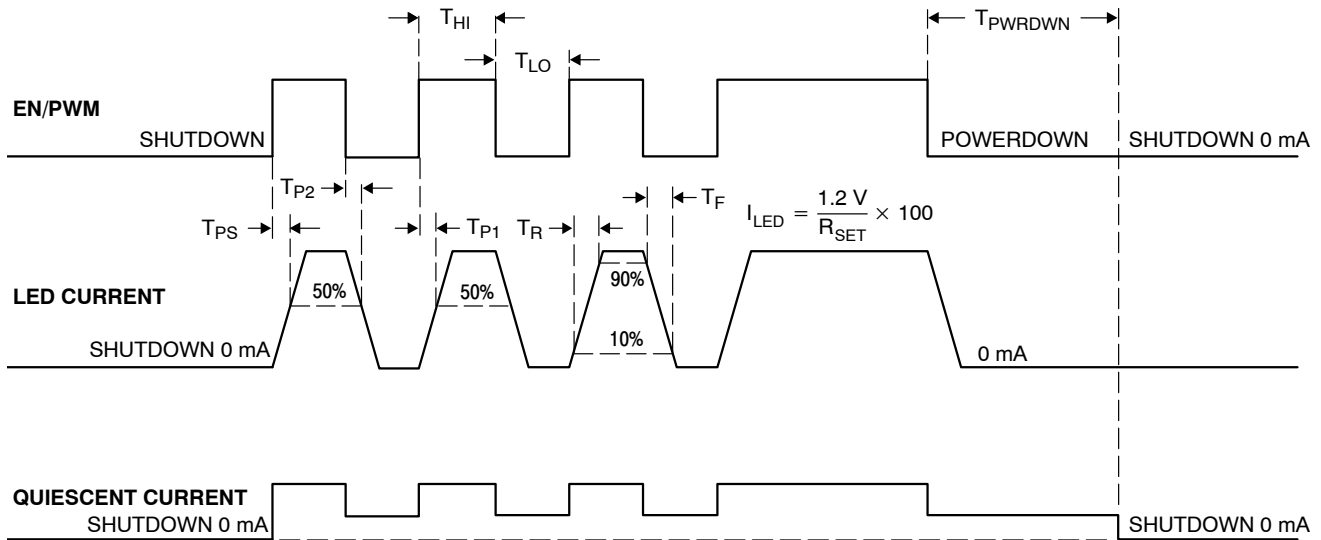 T_HI
T_PWRDWN
T_LO
EN/PWM
SHUTDOWN
POWERDOWN
SHUTDOWN 0 mA
T_P2
T_F
I_LED = 1.2 V / R_SET × 100
T_PS
T_P1
T_R
50%
50%
90%
LED CURRENT
10%
SHUTDOWN 0 mA
0 mA
QUIESCENT CURRENT
SHUTDOWN 0 mA
SHUTDOWN 0 mA